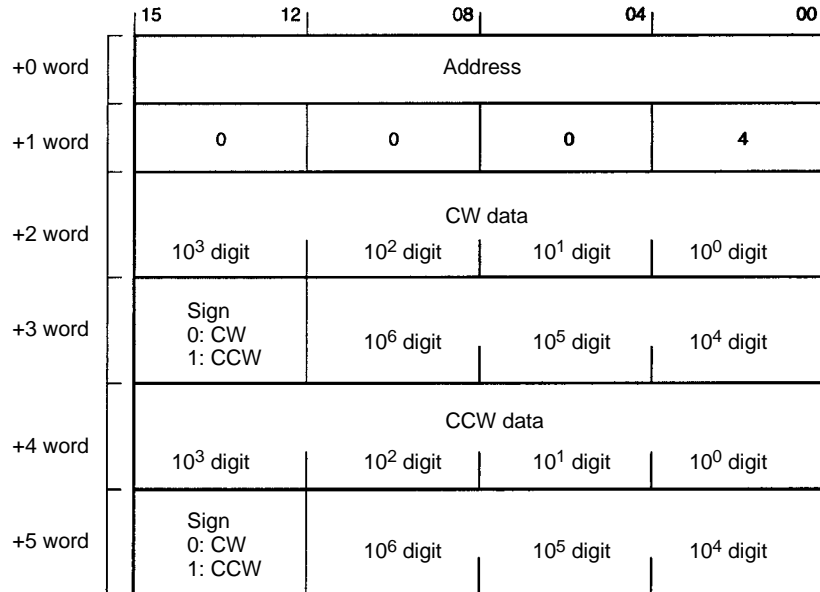 15 12 08 04 00
+0 word Address
+1 word 0 0 0 4
CW data
+2 word
10³ digit 10² digit 10¹ digit 10⁰ digit
Sign
0: CW
1: CCW
+3 word 10⁶ digit 10⁵ digit 10⁴ digit
CCW data
+4 word
10³ digit 10² digit 10¹ digit 10⁰ digit
Sign
0: CW
1: CCW
+5 word 10⁶ digit 10⁵ digit 10⁴ digit